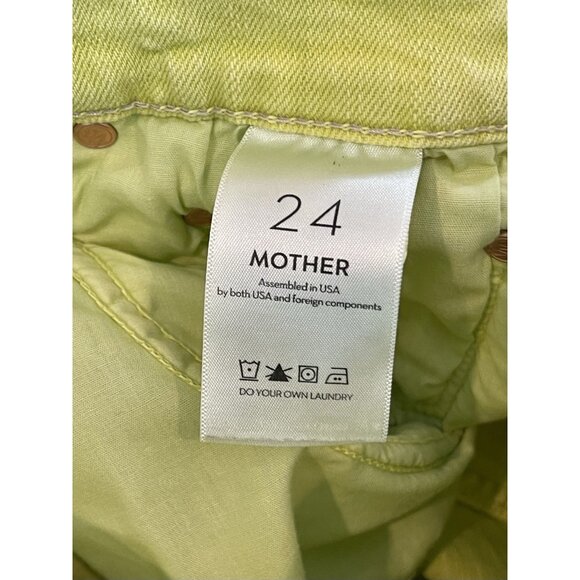 24
MOTHER
Assembled in USA
by both USA and foreign components
DO YOUR OWN LAUNDRY